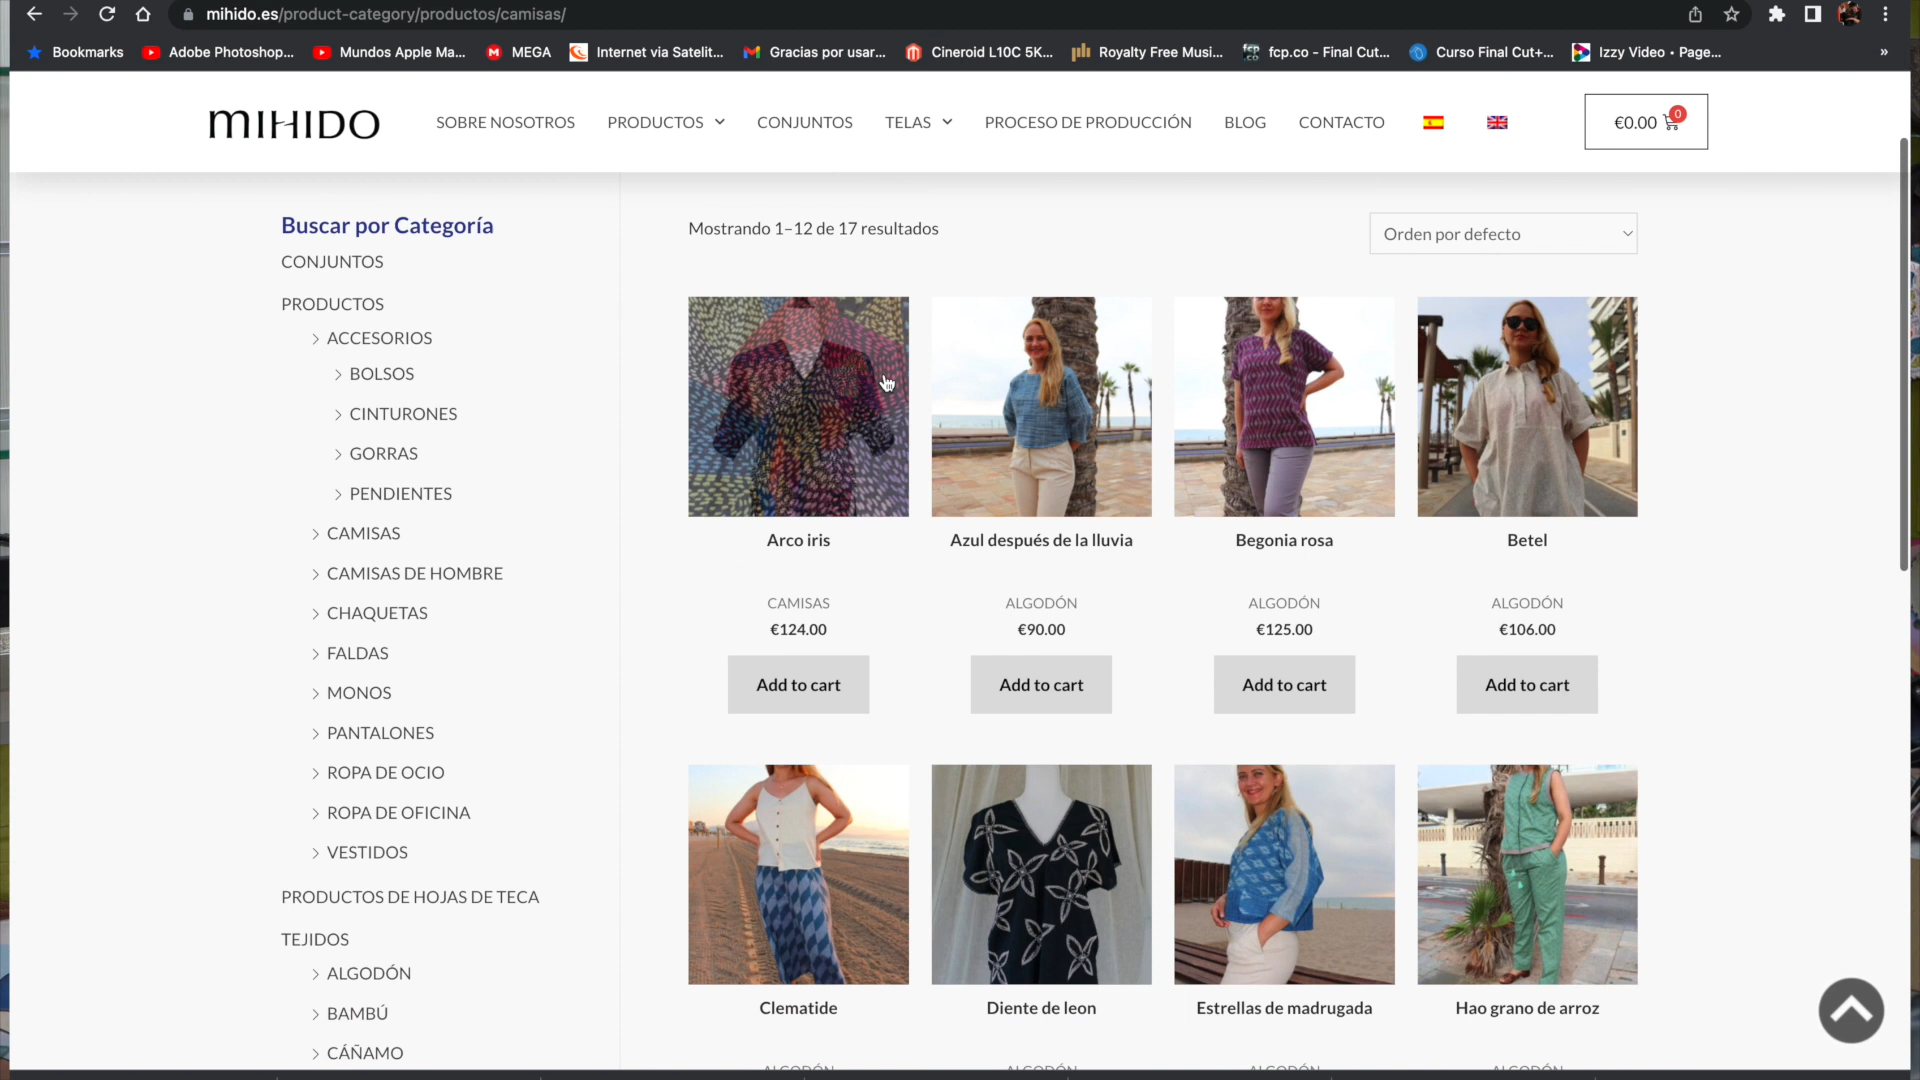 mihido.es/product-category/productos/camisas/
Bookmarks
Adobe Photoshop...
Mundos Apple Ma...
MEGA
Internet via Satelit...
Gracias por usar...
Cineroid L10C 5K...
Royalty Free Musi...
fcp.co - Final Cut...
Curso Final Cut+...
Izzy Video • Page...
»
MIHIDO
SOBRE NOSOTROS
PRODUCTOS
CONJUNTOS
TELAS
PROCESO DE PRODUCCIÓN
BLOG
CONTACTO
€0.00
0
Buscar por Categoría
CONJUNTOS
PRODUCTOS
ACCESORIOS
BOLSOS
CINTURONES
GORRAS
PENDIENTES
CAMISAS
CAMISAS DE HOMBRE
CHAQUETAS
FALDAS
MONOS
PANTALONES
ROPA DE OCIO
ROPA DE OFICINA
VESTIDOS
PRODUCTOS DE HOJAS DE TECA
TEJIDOS
ALGODÓN
BAMBÚ
CÁÑAMO
Mostrando 1–12 de 17 resultados
Orden por defecto
Arco iris
CAMISAS
€124.00
Add to cart
Azul después de la lluvia
ALGODÓN
€90.00
Add to cart
Begonia rosa
ALGODÓN
€125.00
Add to cart
Betel
ALGODÓN
€106.00
Add to cart
Clematide
ALGODÓN
Diente de leon
ALGODÓN
Estrellas de madrugada
ALGODÓN
Hao grano de arroz
ALGODÓN